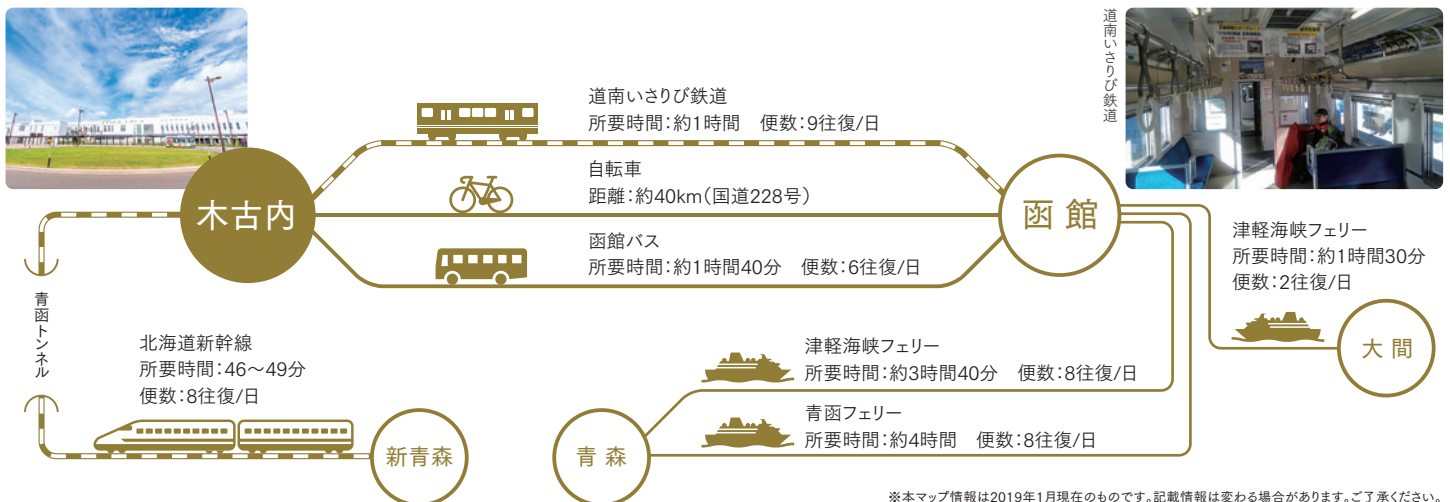 道南いさりび鉄道
道南いさりび鉄道
所要時間：約1時間　便数：9往復/日
自転車
距離：約40km（国道228号）
木古内
函館
函館バス
所要時間：約1時間40分　便数：6往復/日
津軽海峡フェリー
所要時間：約1時間30分
便数：2往復/日
大間
青函トンネル
北海道新幹線
所要時間：46〜49分
便数：8往復/日
新青森
津軽海峡フェリー
所要時間：約3時間40分　便数：8往復/日
青函フェリー
所要時間：約4時間　便数：8往復/日
青森
※本マップ情報は2019年1月現在のものです。記載情報は変わる場合があります。ご了承ください。